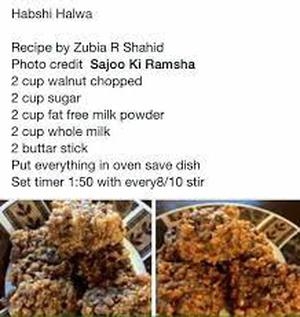 Habshi Halwa
Recipe by Zubia R Shahid
Photo credit Sajoo Ki Ramsha
2 cup walnut chopped
2 cup sugar
2 cup fat free milk powder
2 cup whole milk
2 buttar stick
Put everything in oven save dish
Set timer 1:50 with every8/10 stir